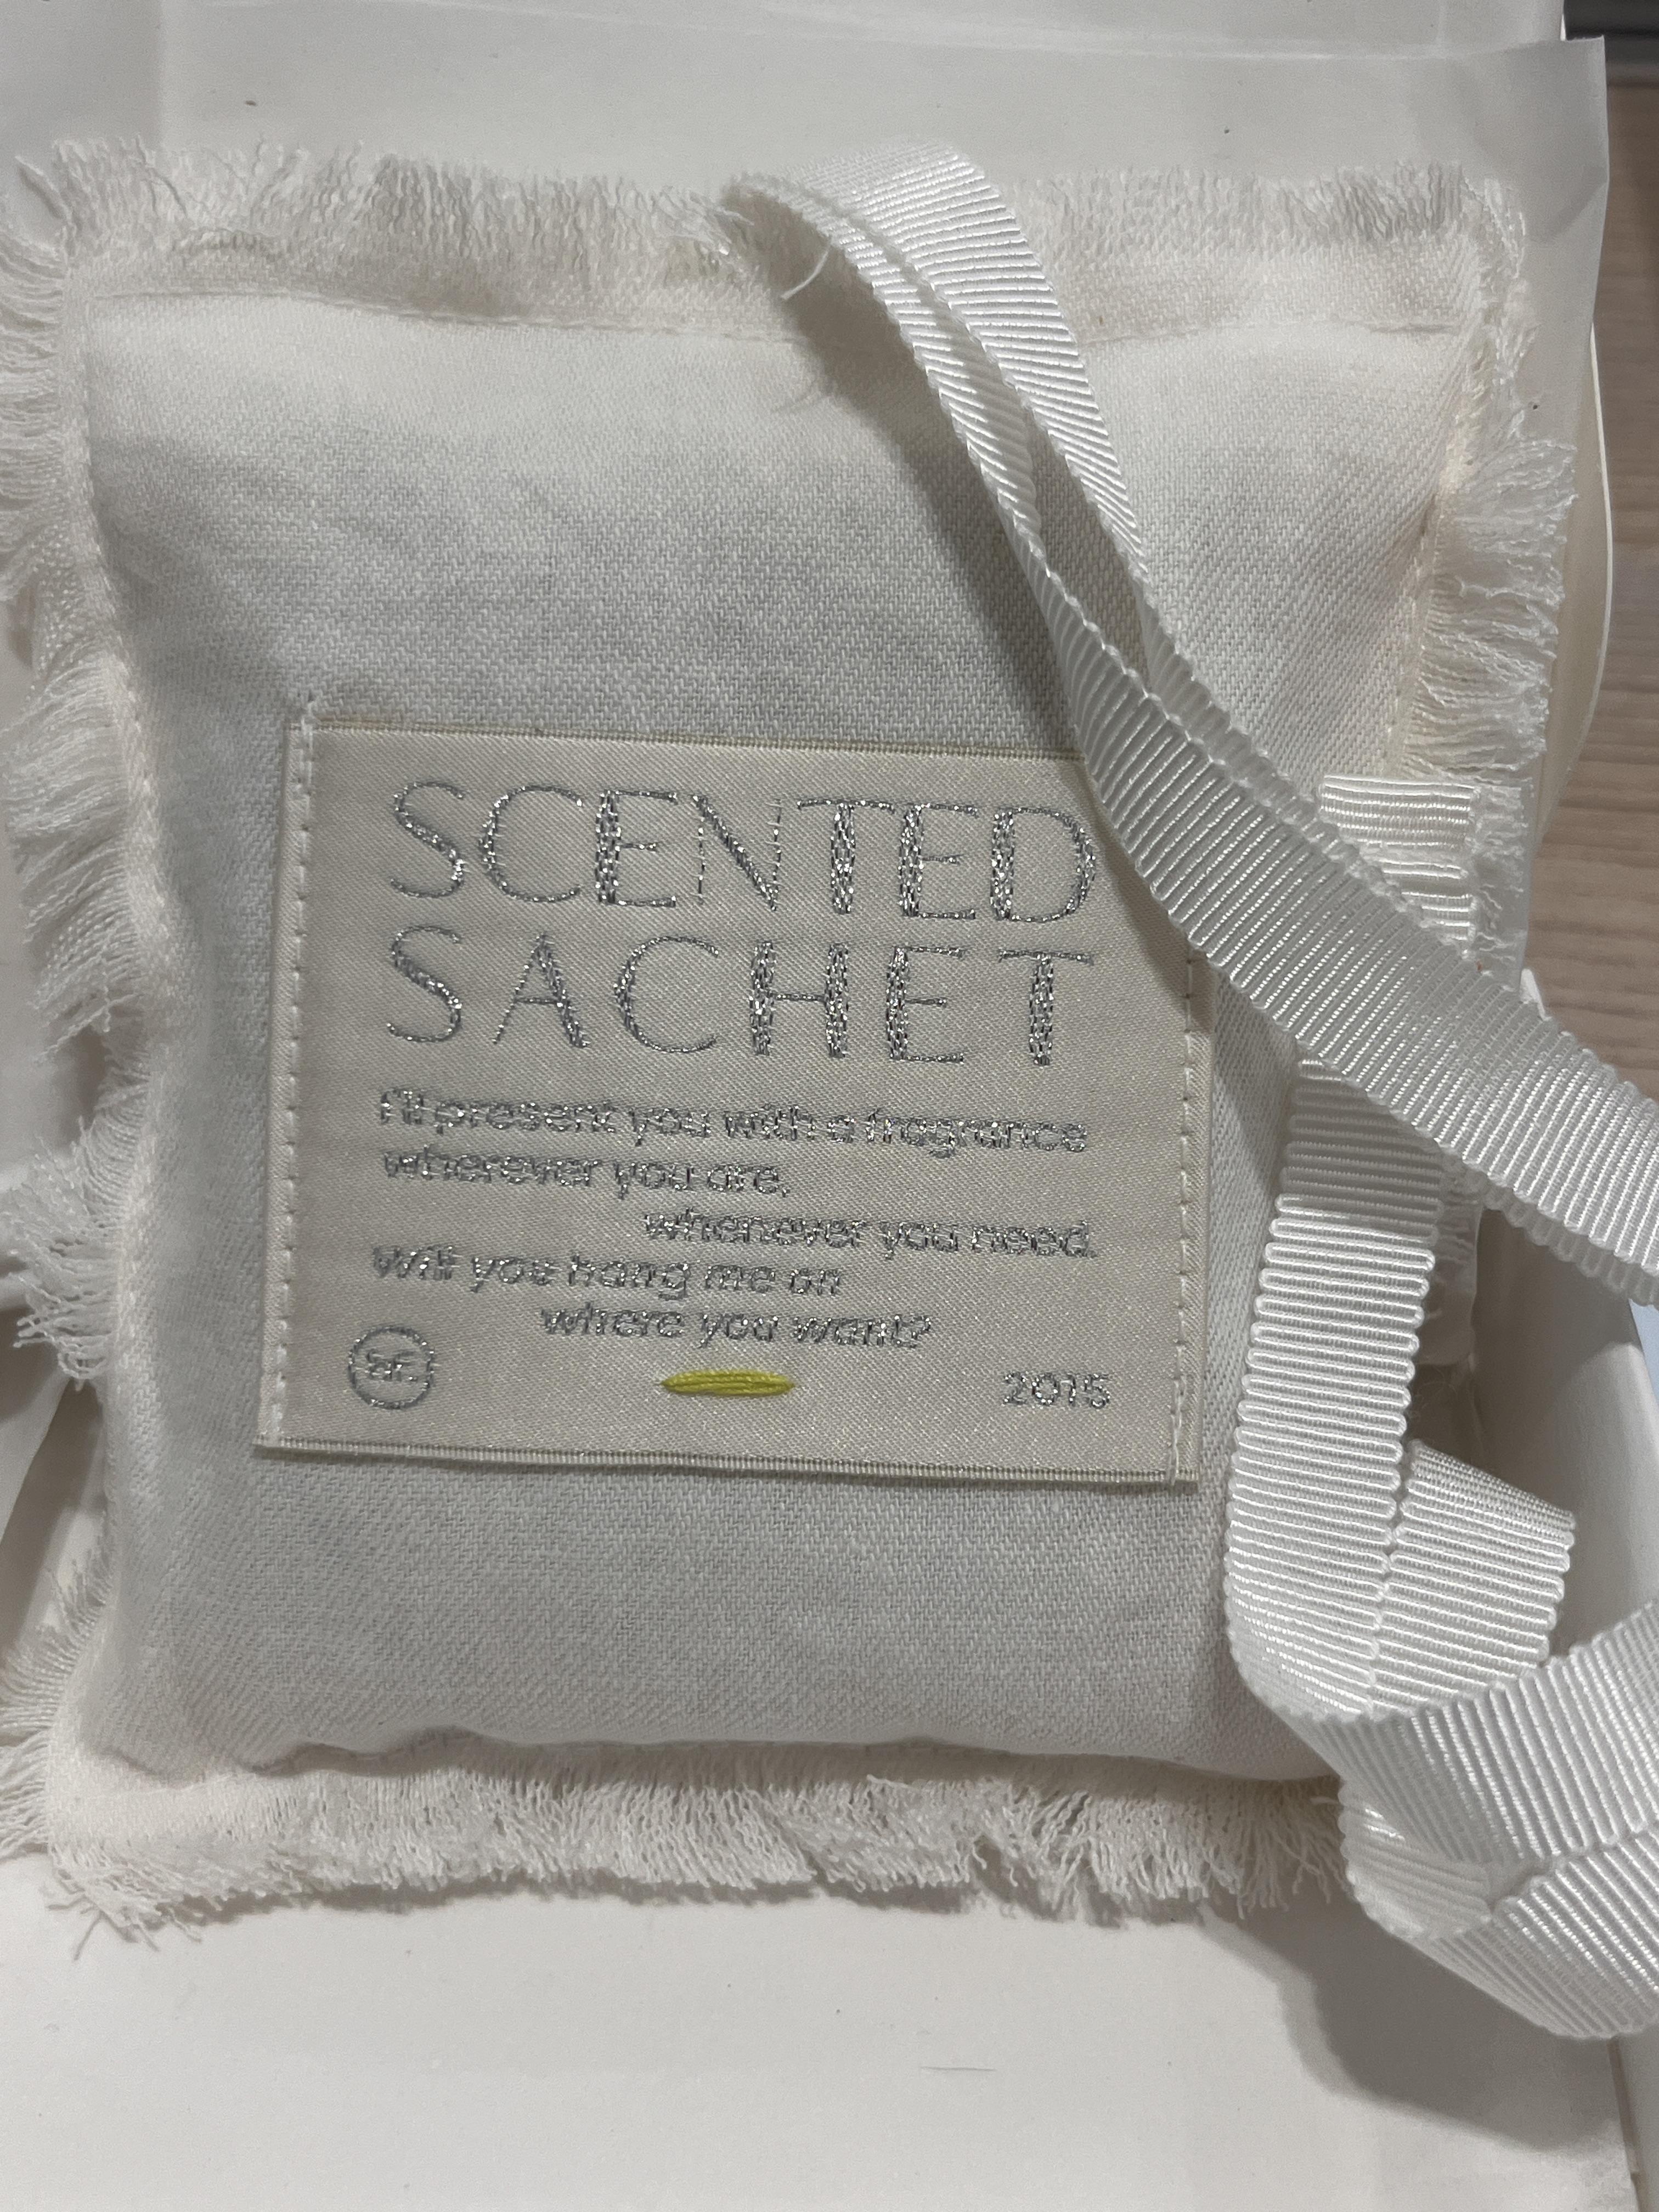 SCENTED
SACHET
I'll present you with a fragrance
wherever you are,
whenever you need.
Will you hang me on
where you want?
2015